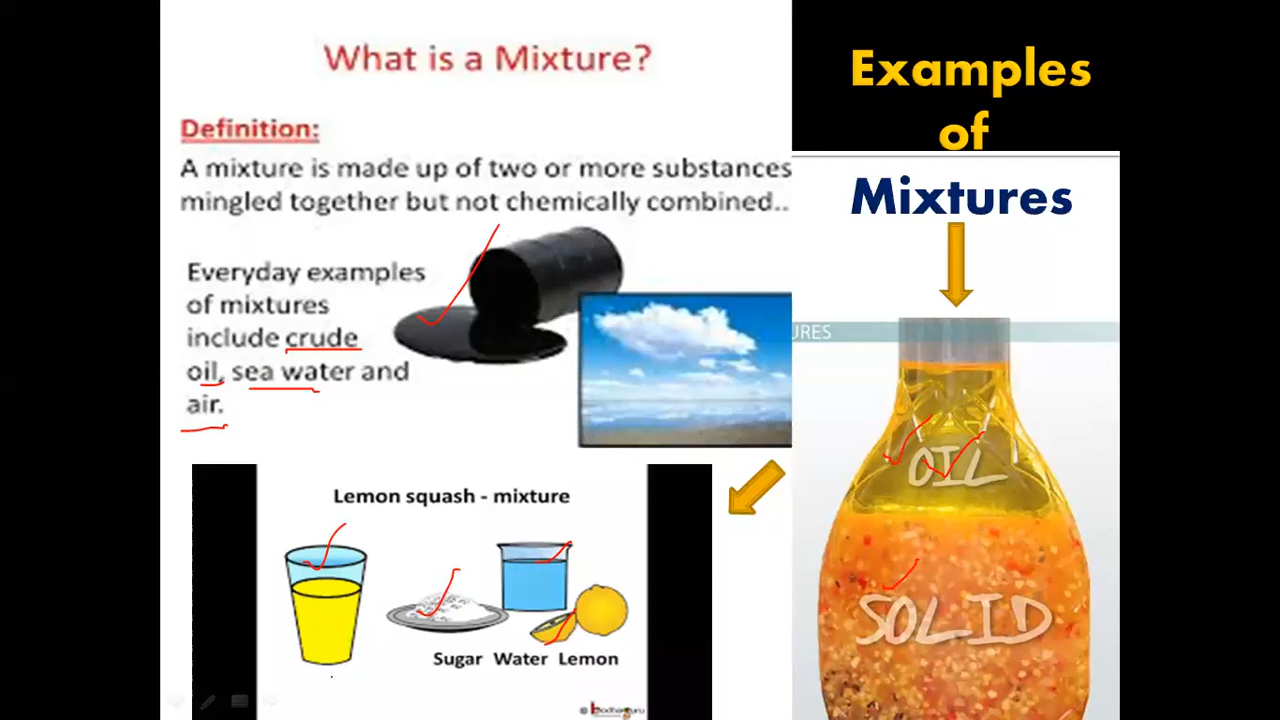 What is a Mixture?
Definition:
A mixture is made up of two or more substances
mingled together but not chemically combined..
Everyday examples
of mixtures
include crude
oil, sea water and
air.
Examples
of
Mixtures
URES
OIL
SOLID
Lemon squash - mixture
Sugar Water Lemon